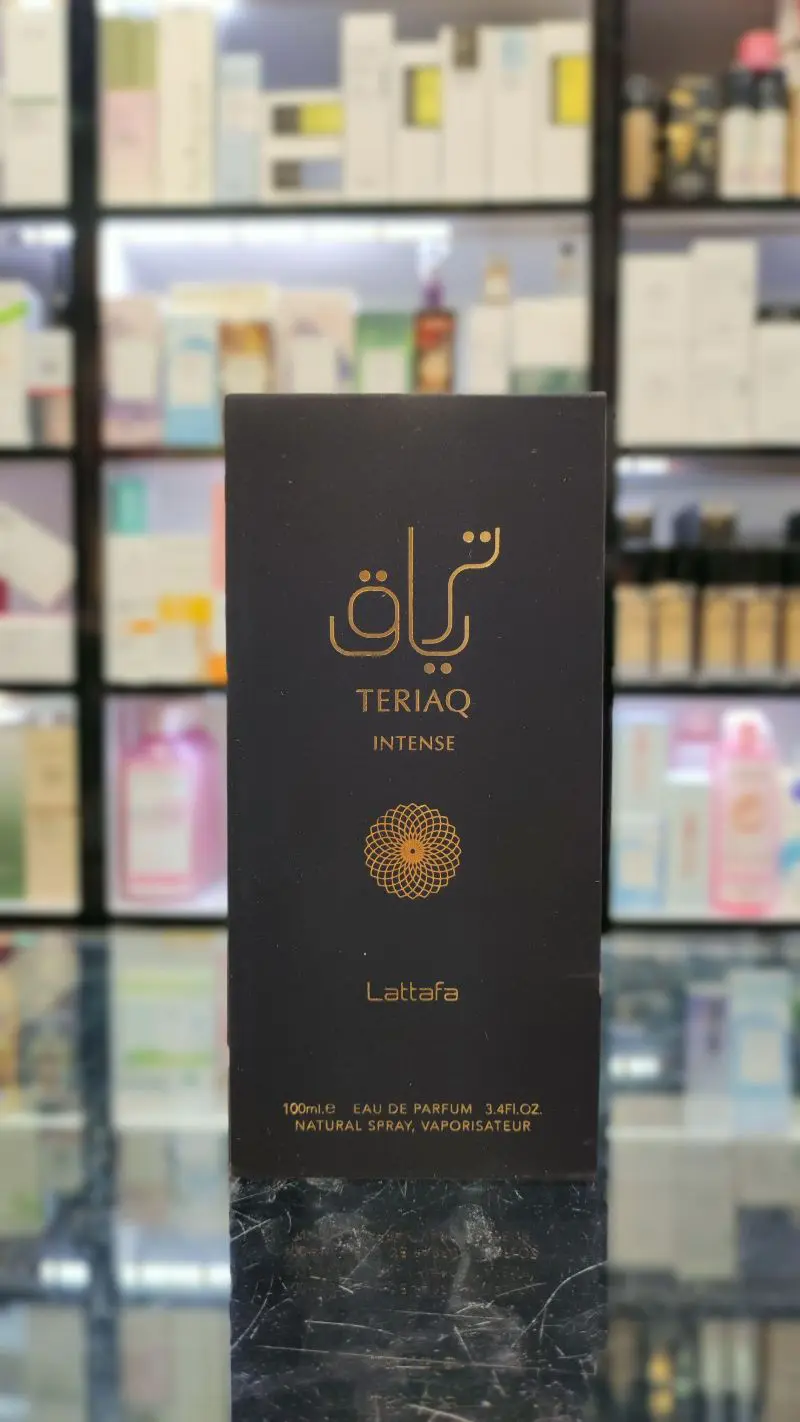 ترياق
TERIAQ
INTENSE
Lattafa
100ml.e EAU DE PARFUM 3.4Fl.OZ.
NATURAL SPRAY, VAPORISATEUR